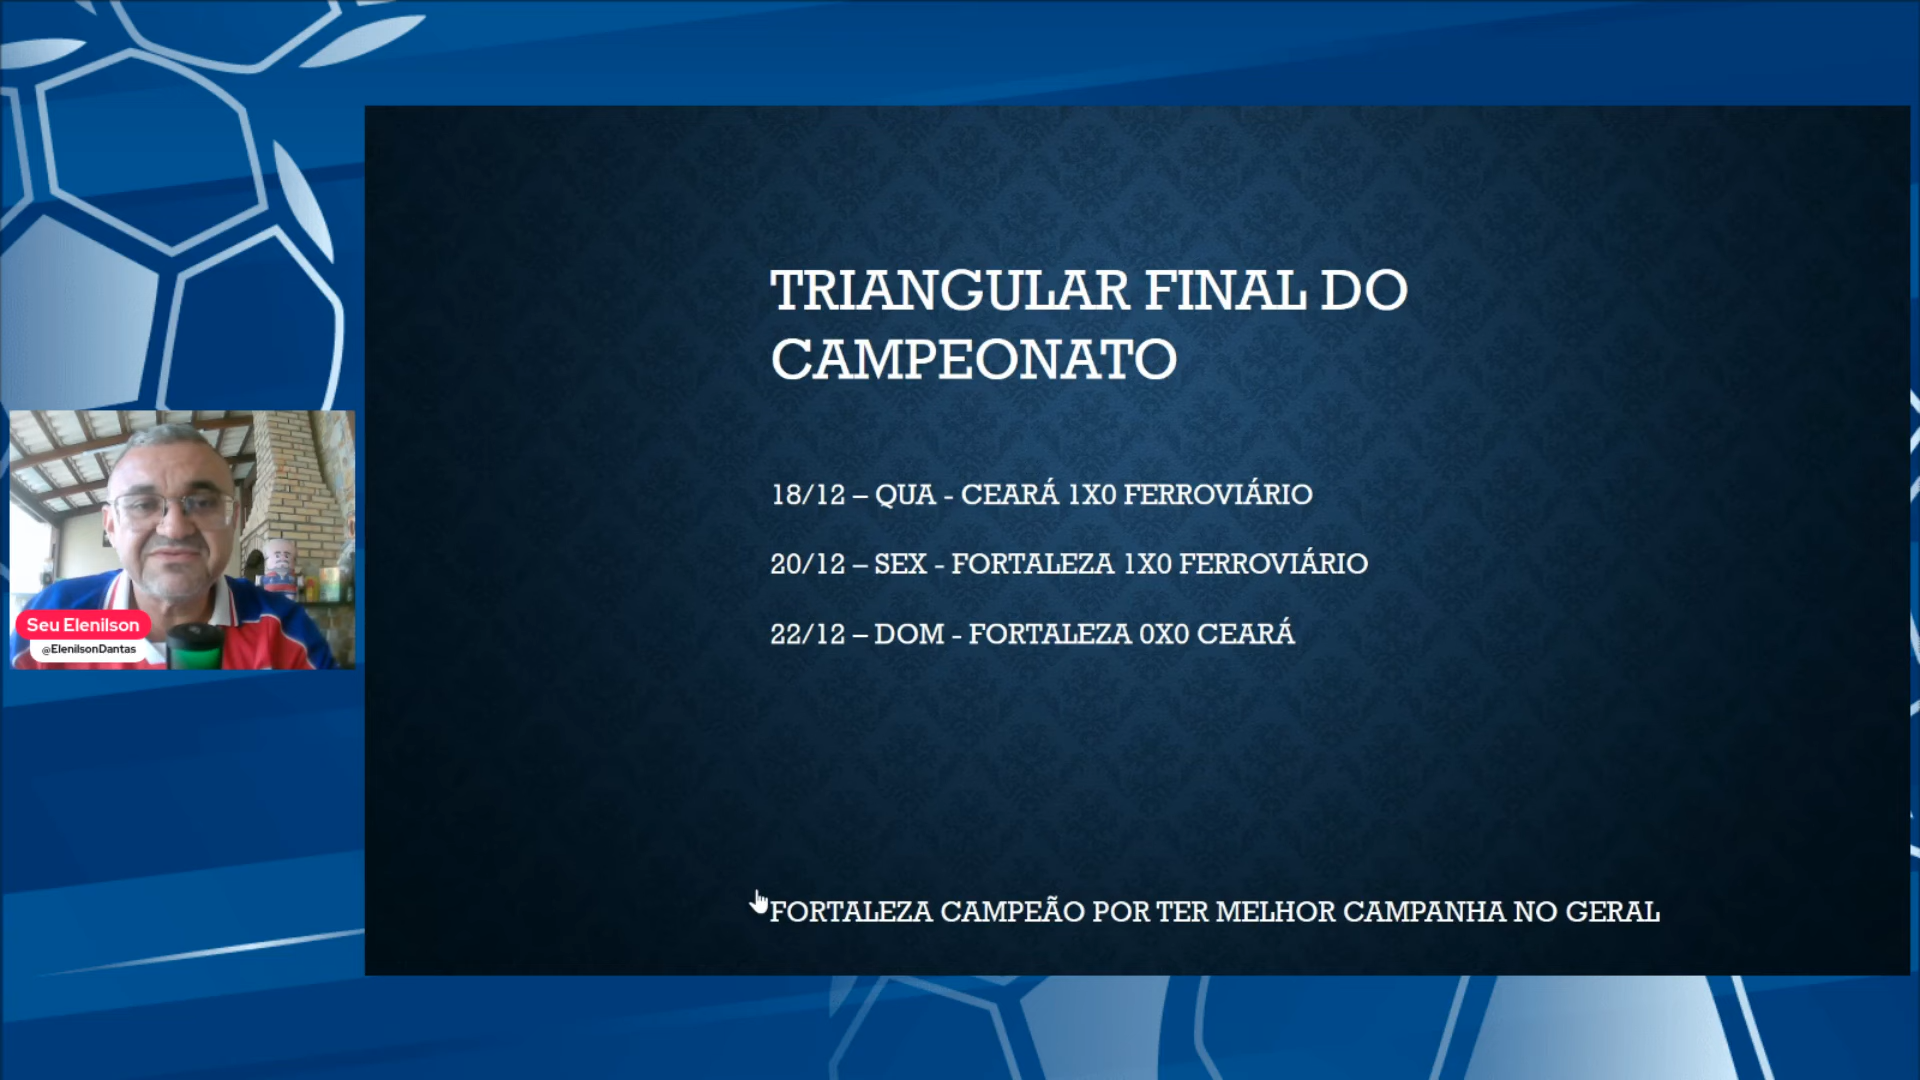 TRIANGULAR FINAL DO
CAMPEONATO
18/12 – QUA - CEARÁ 1X0 FERROVIÁRIO
20/12 – SEX - FORTALEZA 1X0 FERROVIÁRIO
22/12 – DOM - FORTALEZA 0X0 CEARÁ
FORTALEZA CAMPEÃO POR TER MELHOR CAMPANHA NO GERAL
Seu Elenilson
@ElenilsonDantas